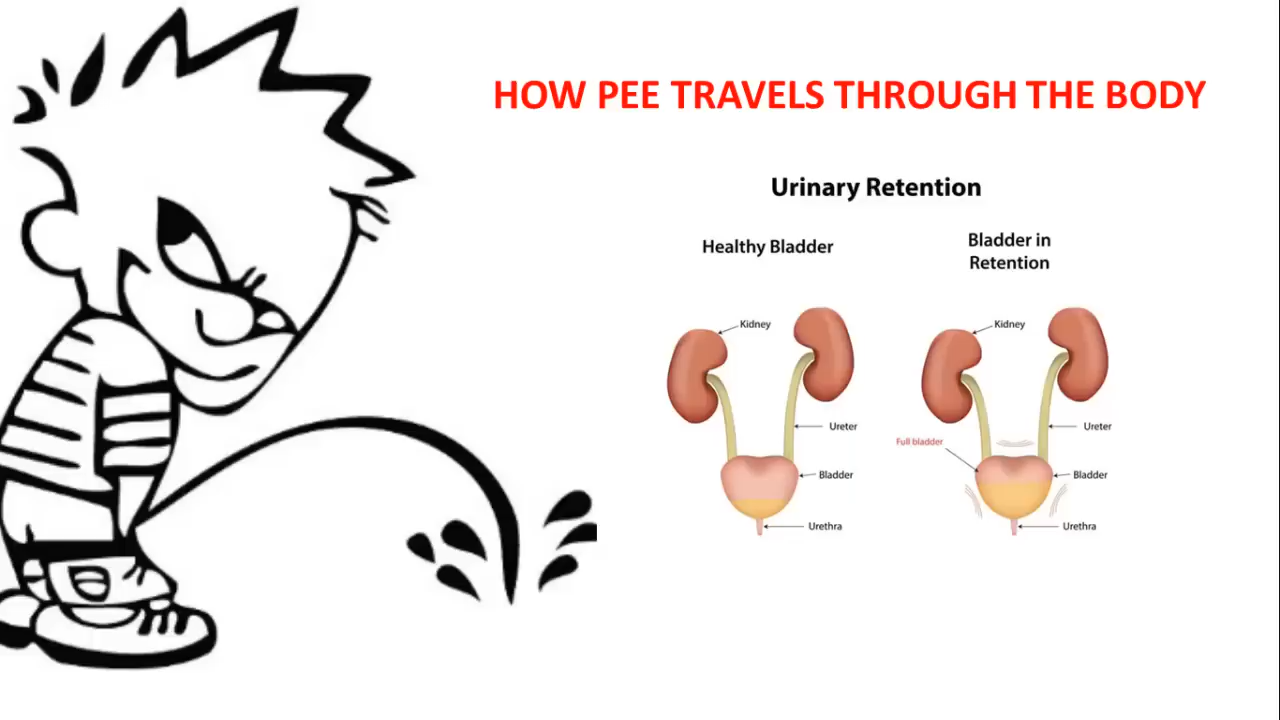 HOW PEE TRAVELS THROUGH THE BODY
Urinary Retention
Healthy Bladder
Kidney
Ureter
Bladder
Urethra
Bladder in
Retention
Kidney
Ureter
Full bladder
Bladder
Urethra